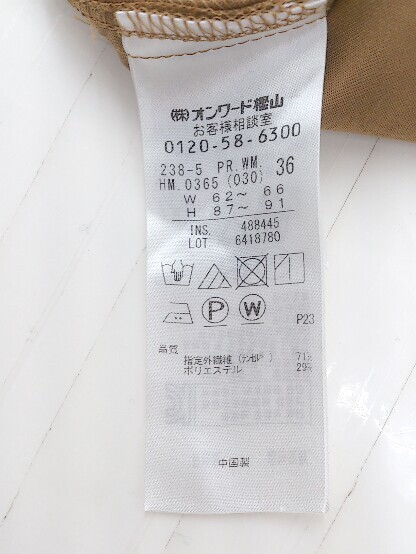 ㈱オンワード樫山
お客様相談室
0120-58-6300
238-5 PR.WM. 36
HM.0365 (030)
W 62～ 66
H 87～ 91
INS. 488445
LOT 6418780
P W
P23
品質
指定外繊維(テンセル) 71%
ポリエステル 29%
中国製